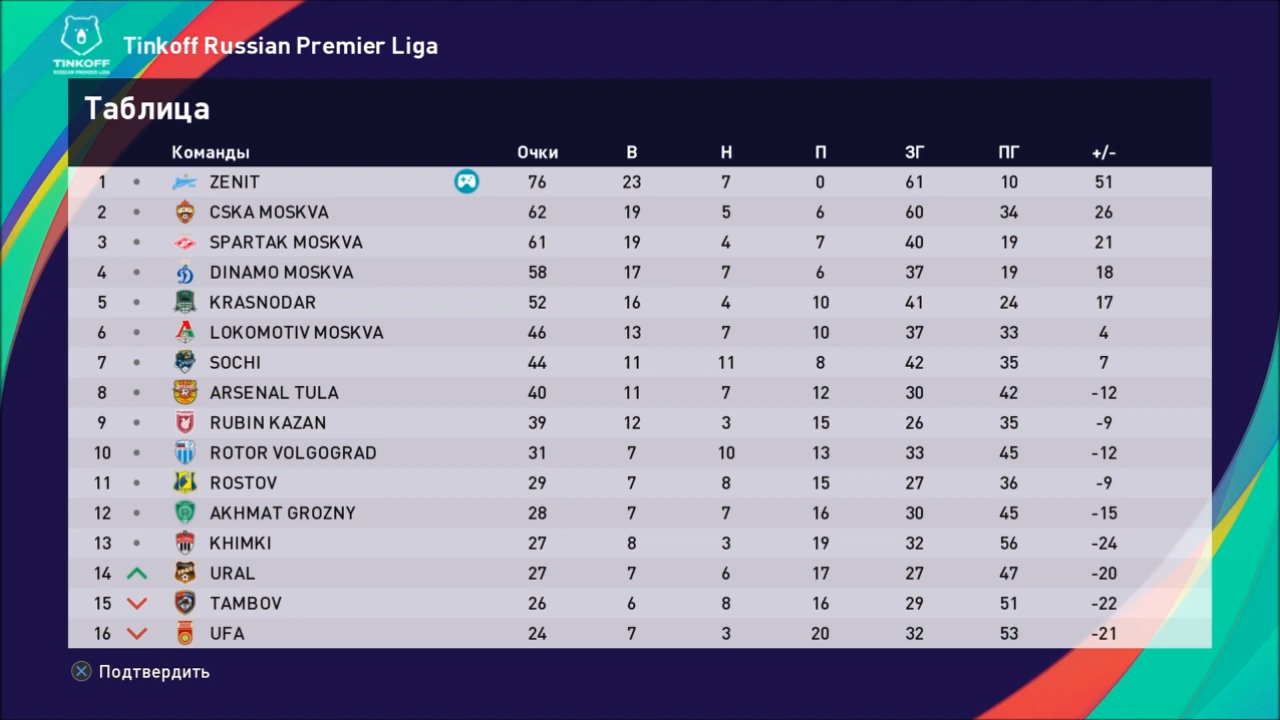 Tinkoff Russian Premier Liga
TINKOFF
RUSSIAN PREMIER LIGA
Таблица
Команды Очки В Н П ЗГ ПГ +/-
1 ZENIT 76 23 7 0 61 10 51
2 CSKA MOSKVA 62 19 5 6 60 34 26
3 SPARTAK MOSKVA 61 19 4 7 40 19 21
4 DINAMO MOSKVA 58 17 7 6 37 19 18
5 KRASNODAR 52 16 4 10 41 24 17
6 LOKOMOTIV MOSKVA 46 13 7 10 37 33 4
7 SOCHI 44 11 11 8 42 35 7
8 ARSENAL TULA 40 11 7 12 30 42 -12
9 RUBIN KAZAN 39 12 3 15 26 35 -9
10 ROTOR VOLGOGRAD 31 7 10 13 33 45 -12
11 ROSTOV 29 7 8 15 27 36 -9
12 AKHMAT GROZNY 28 7 7 16 30 45 -15
13 KHIMKI 27 8 3 19 32 56 -24
14 URAL 27 7 6 17 27 47 -20
15 TAMBOV 26 6 8 16 29 51 -22
16 UFA 24 7 3 20 32 53 -21
Подтвердить